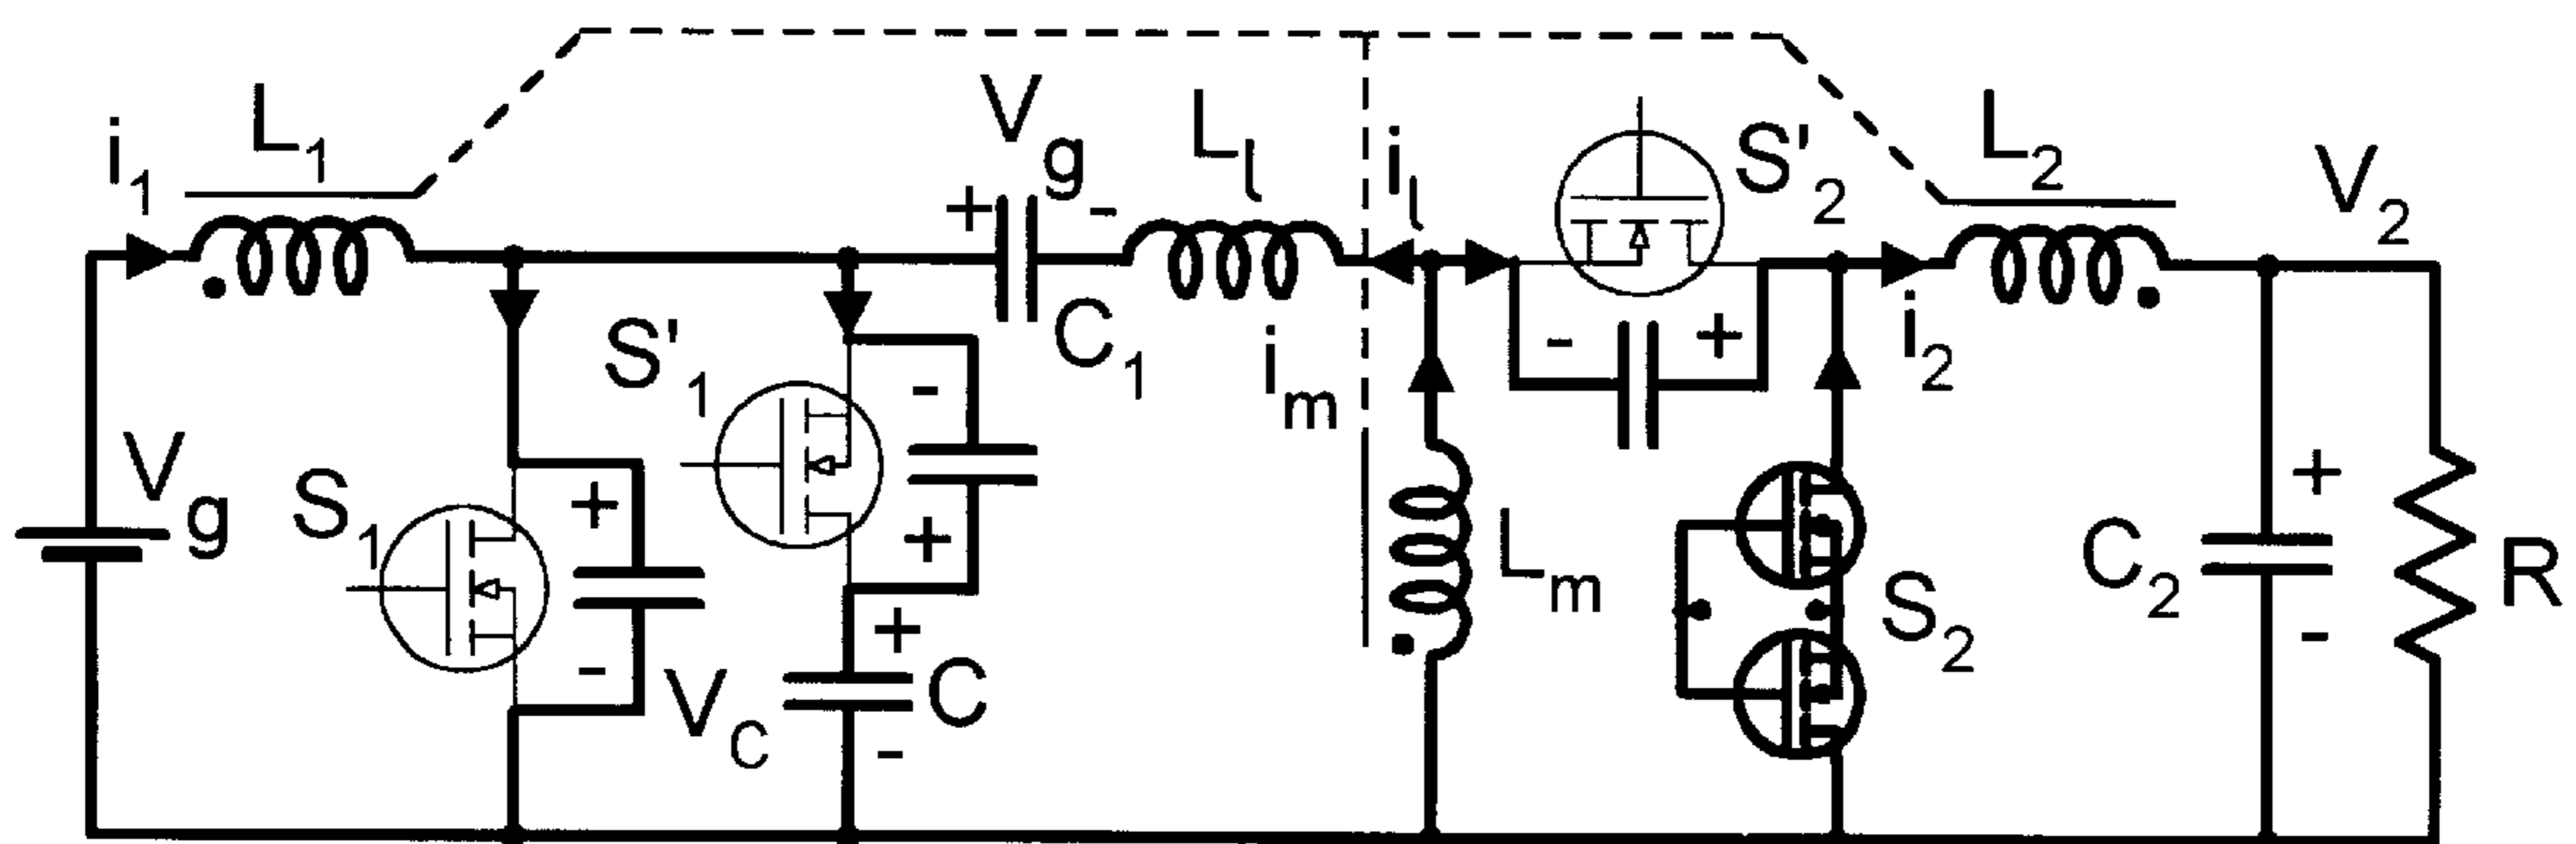 i1
L1
Vg
Ll
il
S'2
L2
V2
+
-
C1
im
S'1
-
+
i2
Vg
S1
+
-
VC
-
+
+
C
-
Lm
S2
C2
+
-
R